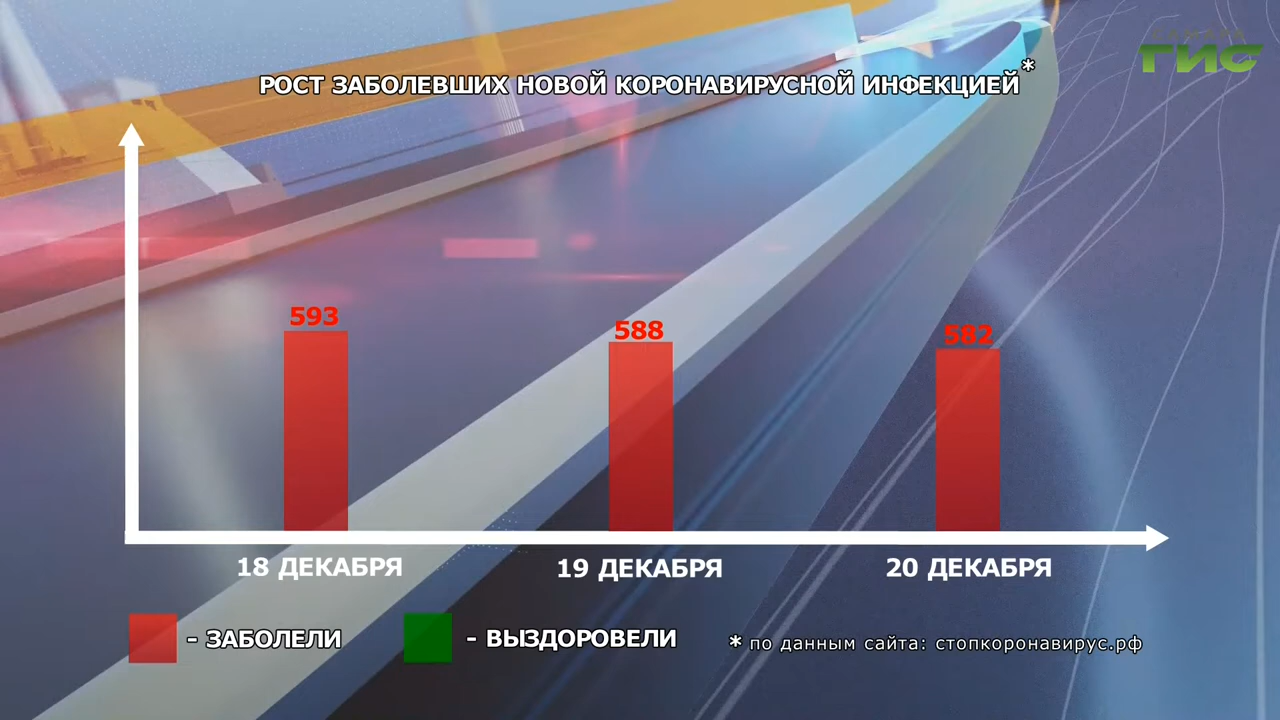 САМАРА
ГИС
РОСТ ЗАБОЛЕВШИХ НОВОЙ КОРОНАВИРУСНОЙ ИНФЕКЦИЕЙ*
593
588
582
18 ДЕКАБРЯ
19 ДЕКАБРЯ
20 ДЕКАБРЯ
- ЗАБОЛЕЛИ
- ВЫЗДОРОВЕЛИ
* по данным сайта: стопкоронавирус.рф